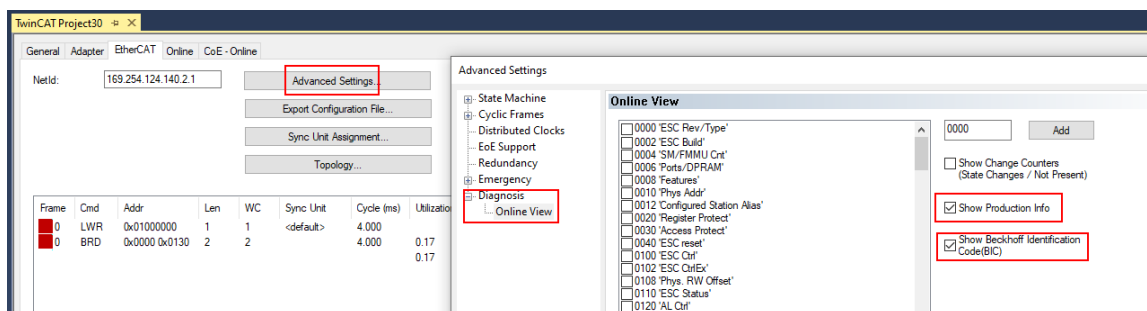 TwinCAT Project30
General Adapter EtherCAT Online CoE - Online
NetId: 169.254.124.140.2.1
Advanced Settings...
Export Configuration File...
Sync Unit Assignment...
Topology...
Frame Cmd Addr Len WC Sync Unit Cycle (ms) Utilizatio
0 LWR 0x01000000 1 1 <default> 4.000
0 BRD 0x0000 0x0130 2 2 4.000 0.17
0.17
Advanced Settings
State Machine
Cyclic Frames
Distributed Clocks
EoE Support
Redundancy
Emergency
Diagnosis
Online View
Online View
0000 'ESC Rev/Type'
0002 'ESC Build'
0004 'SM/FMMU Cnt'
0006 'Ports/DPRAM'
0008 'Features'
0010 'Phys Addr'
0012 'Configured Station Alias'
0020 'Register Protect'
0030 'Access Protect'
0040 'ESC reset'
0100 'ESC Ctrl'
0102 'ESC CtrlEx'
0108 'Phys. RW Offset'
0110 'ESC Status'
0120 'AL Ctrl'
0000 Add
Show Change Counters
(State Changes / Not Present)
Show Production Info
Show Beckhoff Identification
Code(BIC)